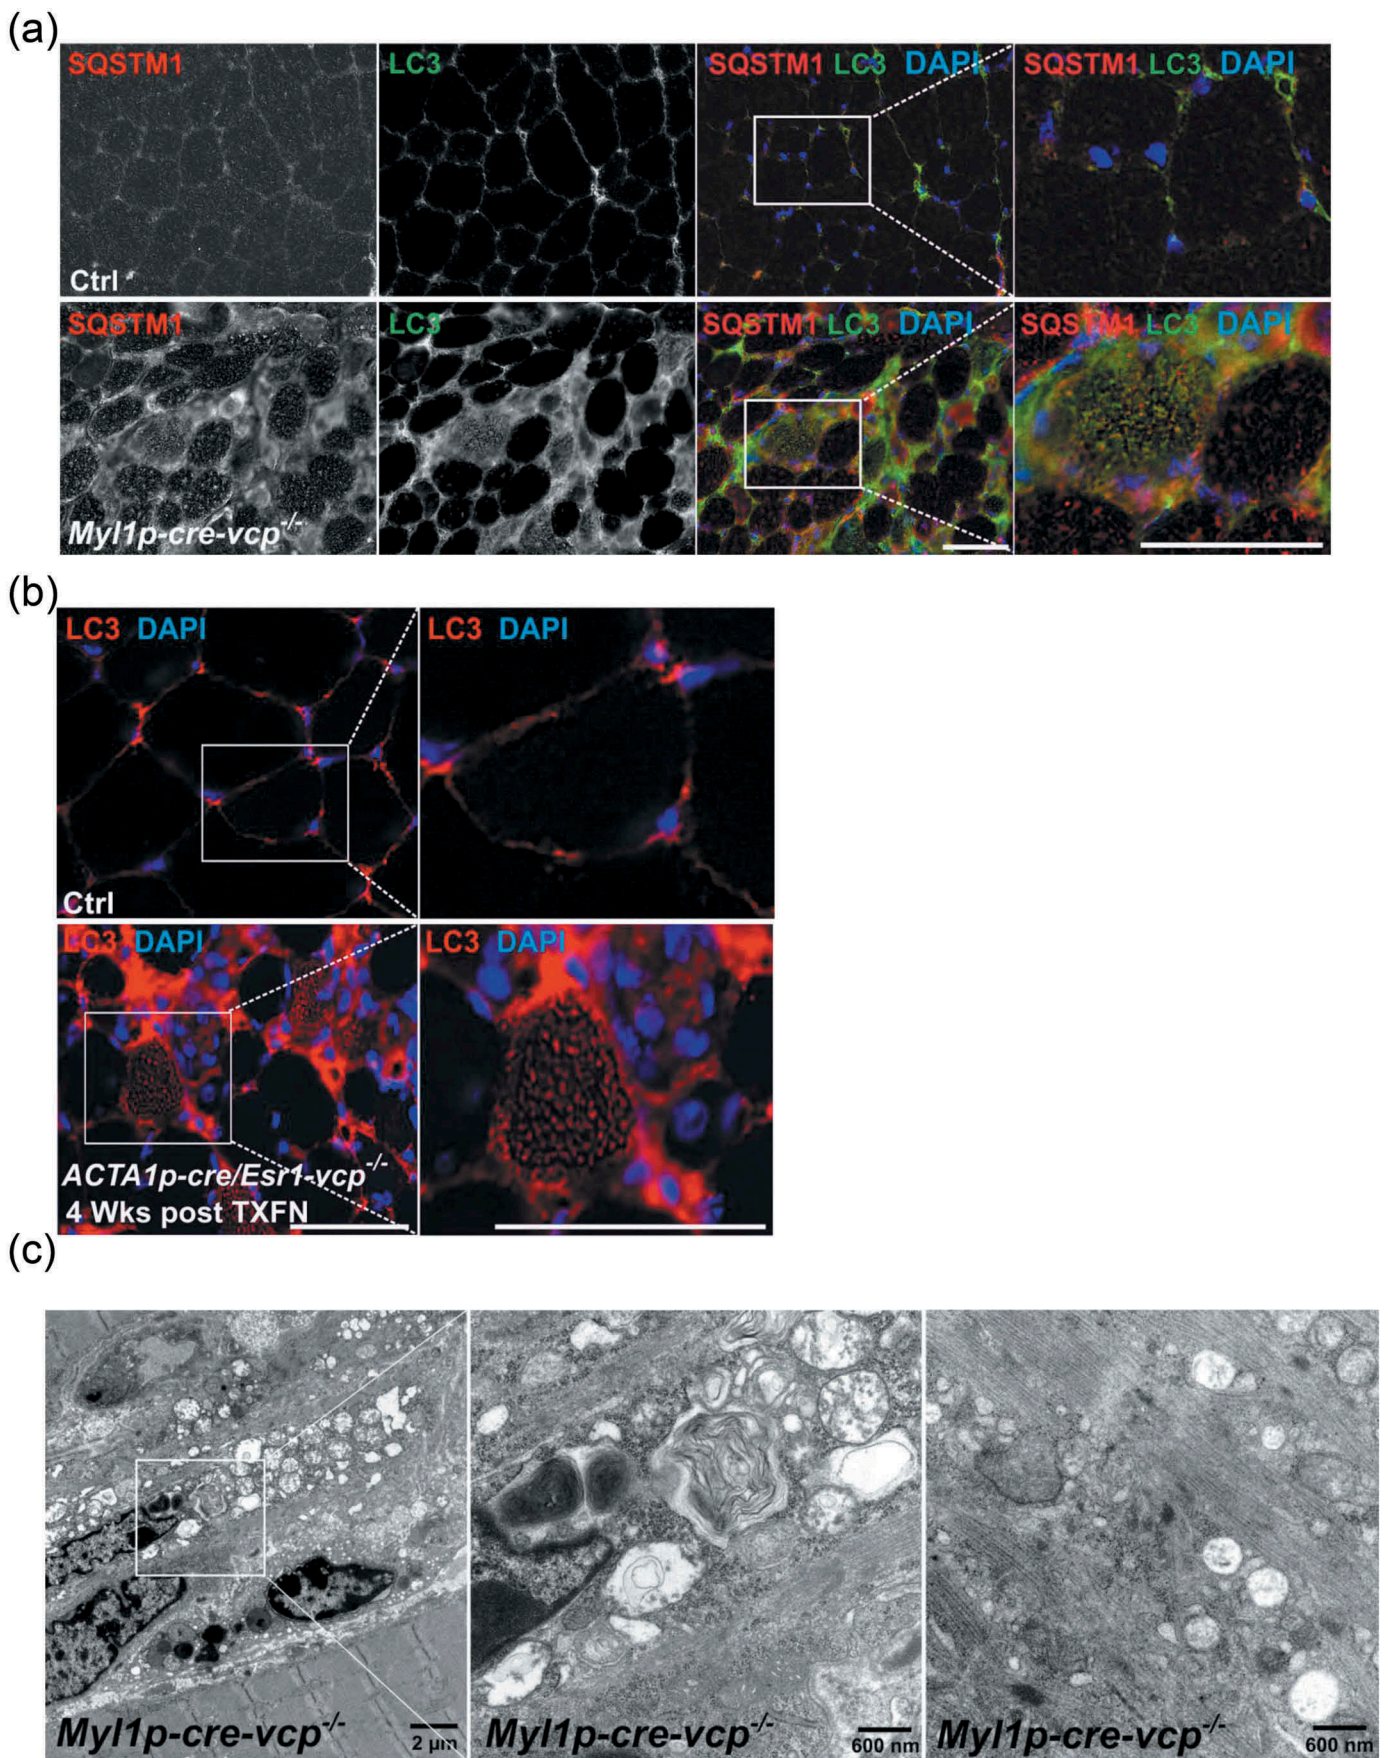 (a)
SQSTM1 LC3 SQSTM1 LC3 DAPI SQSTM1 LC3 DAPI
Ctrl
SQSTM1 LC3 SQSTM1 LC3 DAPI SQSTM1 LC3 DAPI
Myl1p-cre-vcp-/-
(b)
LC3 DAPI LC3 DAPI
Ctrl
LC3 DAPI LC3 DAPI
ACTA1p-cre/Esr1-vcp-/-
4 Wks post TXFN
(c)
Myl1p-cre-vcp-/- 2 µm Myl1p-cre-vcp-/- 600 nm Myl1p-cre-vcp-/- 600 nm